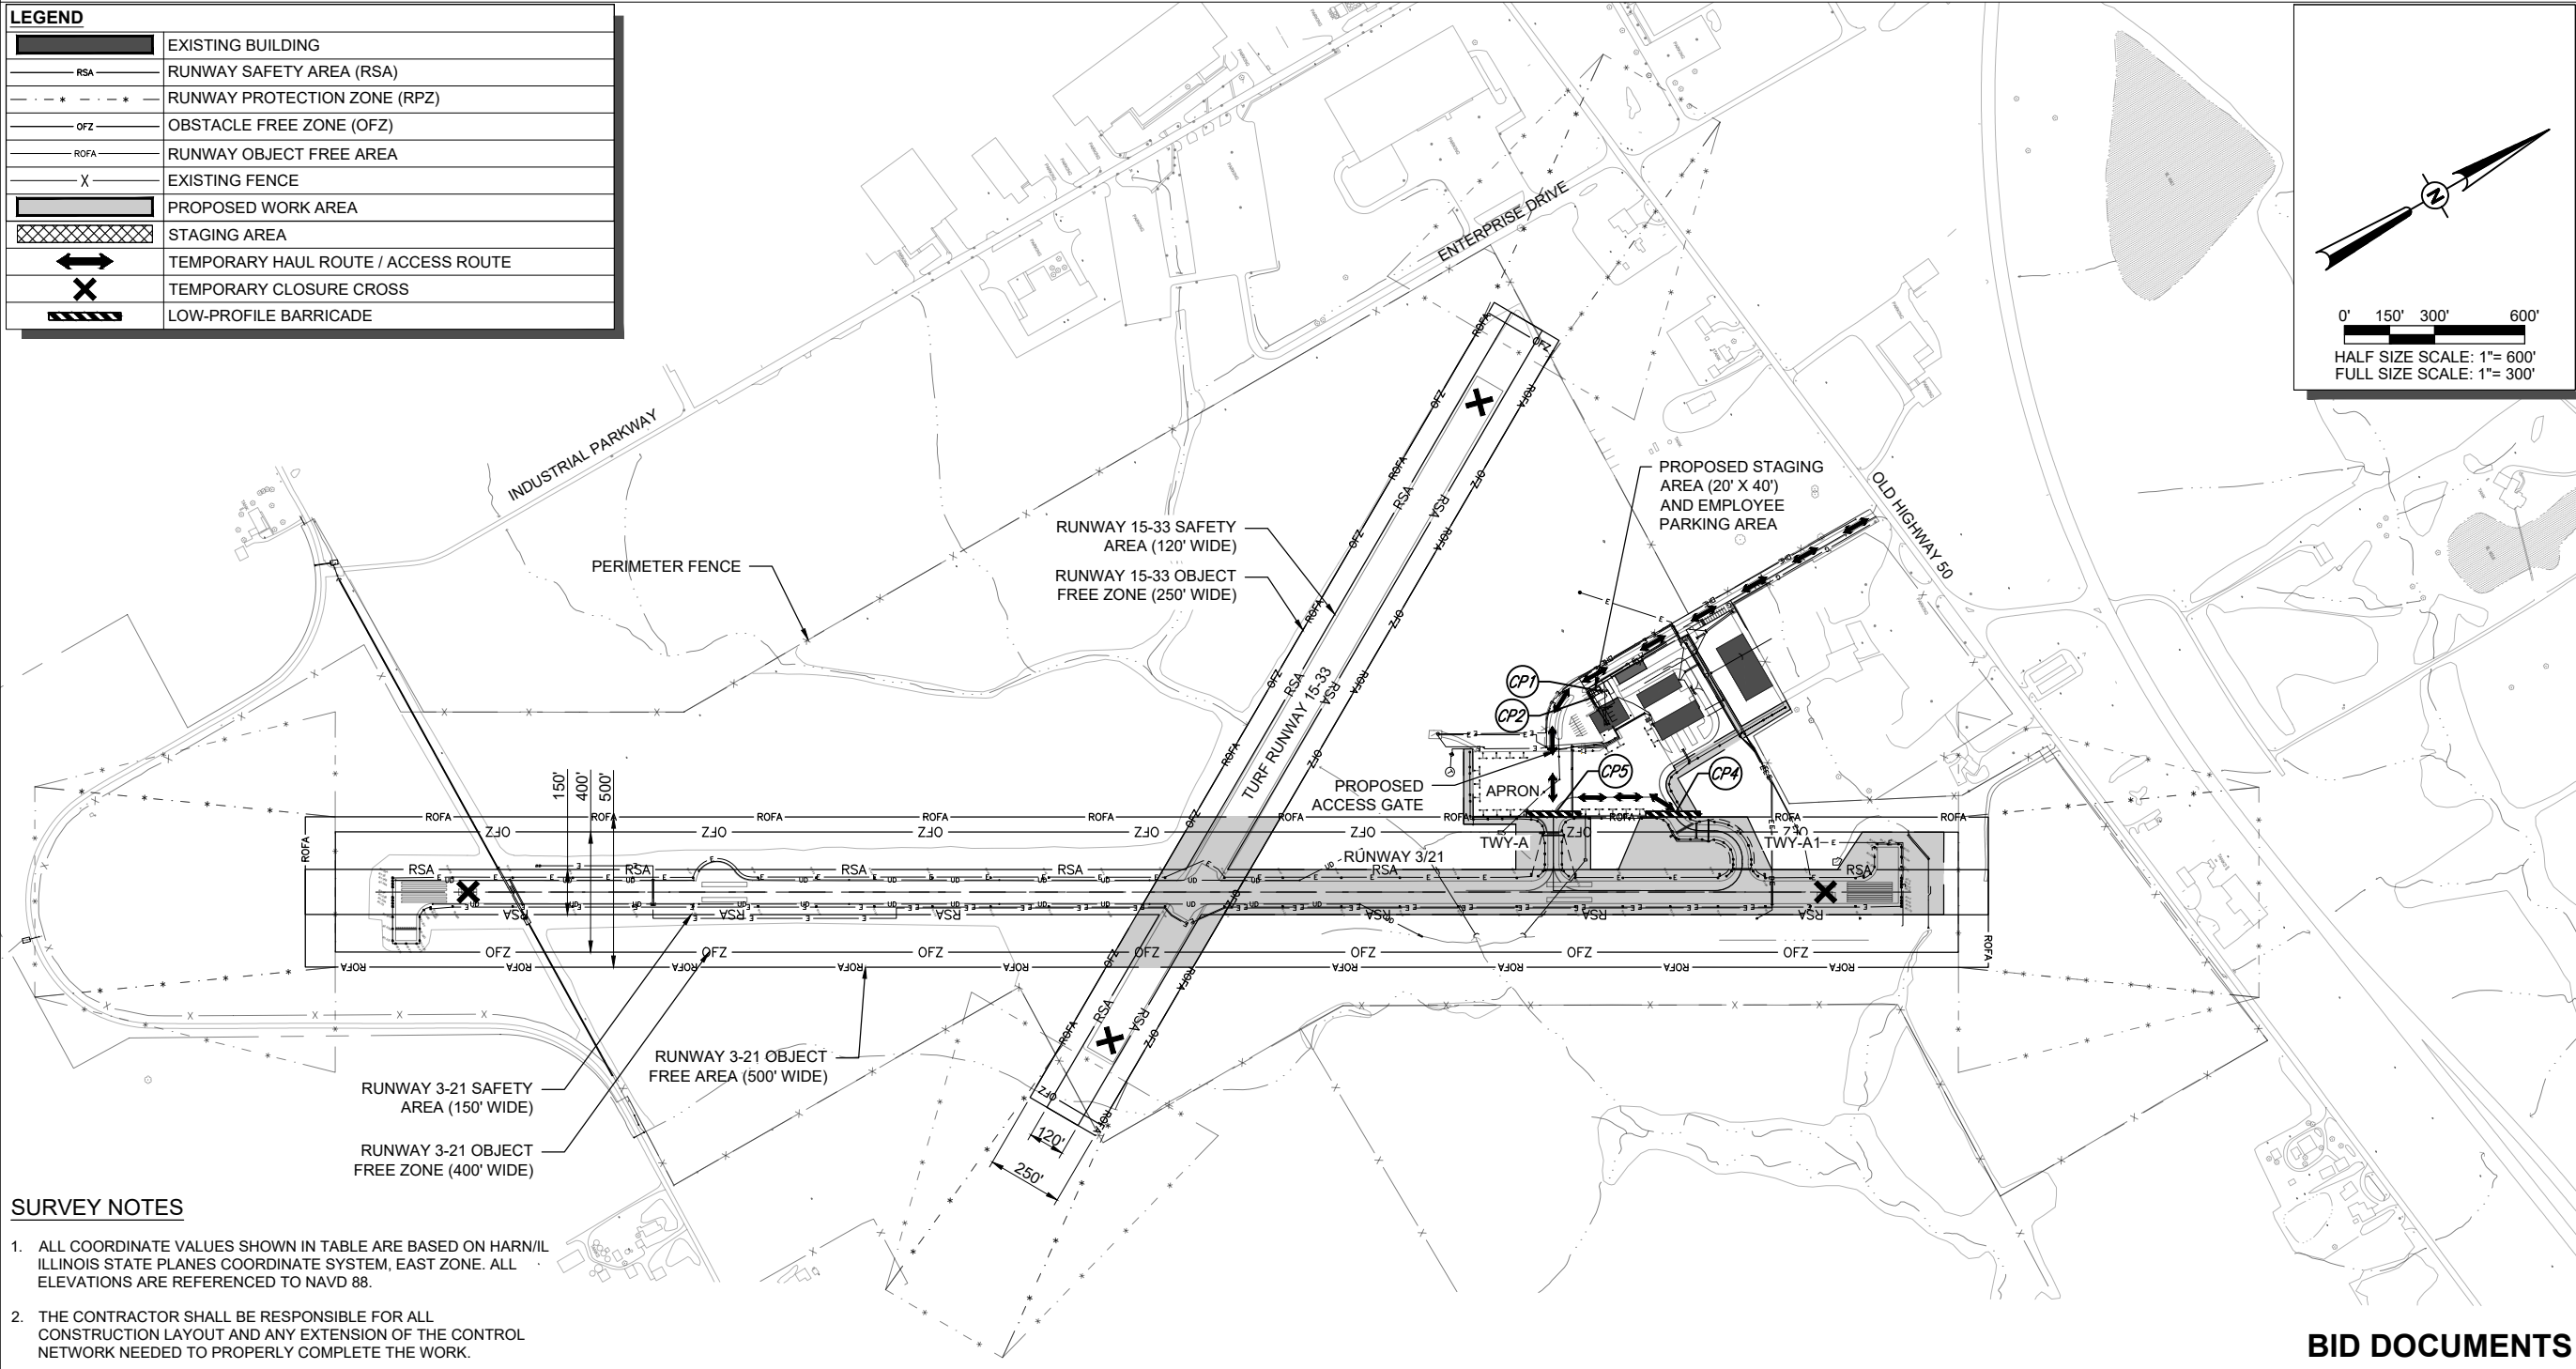 LEGEND
EXISTING BUILDING
RSA RUNWAY SAFETY AREA (RSA)
RUNWAY PROTECTION ZONE (RPZ)
OFZ OBSTACLE FREE ZONE (OFZ)
ROFA RUNWAY OBJECT FREE AREA
X EXISTING FENCE
PROPOSED WORK AREA
STAGING AREA
TEMPORARY HAUL ROUTE / ACCESS ROUTE
TEMPORARY CLOSURE CROSS
LOW-PROFILE BARRICADE
N
0' 150' 300' 600'
HALF SIZE SCALE: 1"= 600'
FULL SIZE SCALE: 1"= 300'
ENTERPRISE DRIVE
INDUSTRIAL PARKWAY
OLD HIGHWAY 50
PROPOSED STAGING
AREA (20' X 40')
AND EMPLOYEE
PARKING AREA
RUNWAY 15-33 SAFETY
AREA (120' WIDE)
RUNWAY 15-33 OBJECT
FREE ZONE (250' WIDE)
PERIMETER FENCE
TURF RUNWAY 15-33
CP1
CP2
CP5
CP4
PROPOSED
ACCESS GATE
APRON
TWY-A
TWY-A1
RUNWAY 3/21
150'
400'
500'
ROFA
OFZ
RSA
RUNWAY 3-21 OBJECT
FREE AREA (500' WIDE)
RUNWAY 3-21 SAFETY
AREA (150' WIDE)
RUNWAY 3-21 OBJECT
FREE ZONE (400' WIDE)
120'
250'
SURVEY NOTES
1. ALL COORDINATE VALUES SHOWN IN TABLE ARE BASED ON HARN/IL
ILLINOIS STATE PLANES COORDINATE SYSTEM, EAST ZONE. ALL
ELEVATIONS ARE REFERENCED TO NAVD 88.
2. THE CONTRACTOR SHALL BE RESPONSIBLE FOR ALL
CONSTRUCTION LAYOUT AND ANY EXTENSION OF THE CONTROL
NETWORK NEEDED TO PROPERLY COMPLETE THE WORK.
BID DOCUMENTS